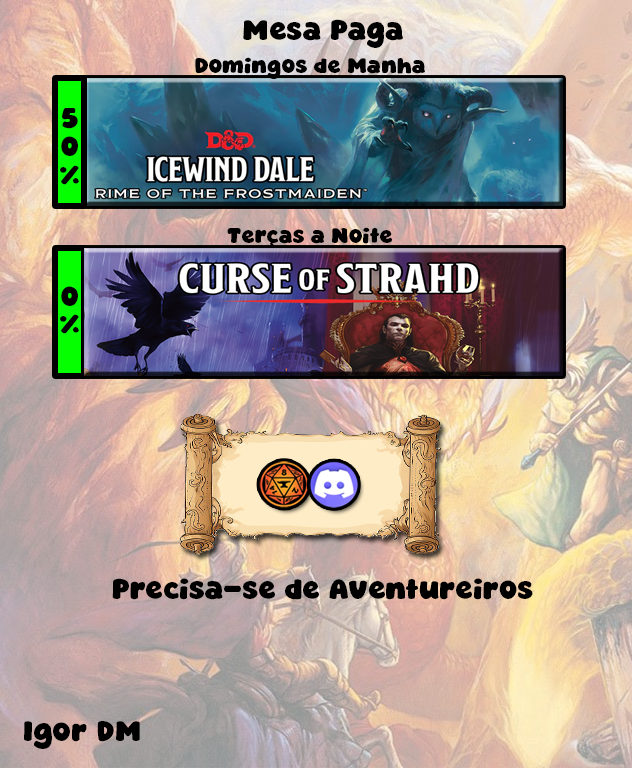 Mesa Paga
Domingos de Manha
50%
D&D
ICEWIND DALE
RIME OF THE FROSTMAIDEN
Terças a Noite
0%
CURSE OF STRAHD
8
Precisa-se de Aventureiros
Igor DM